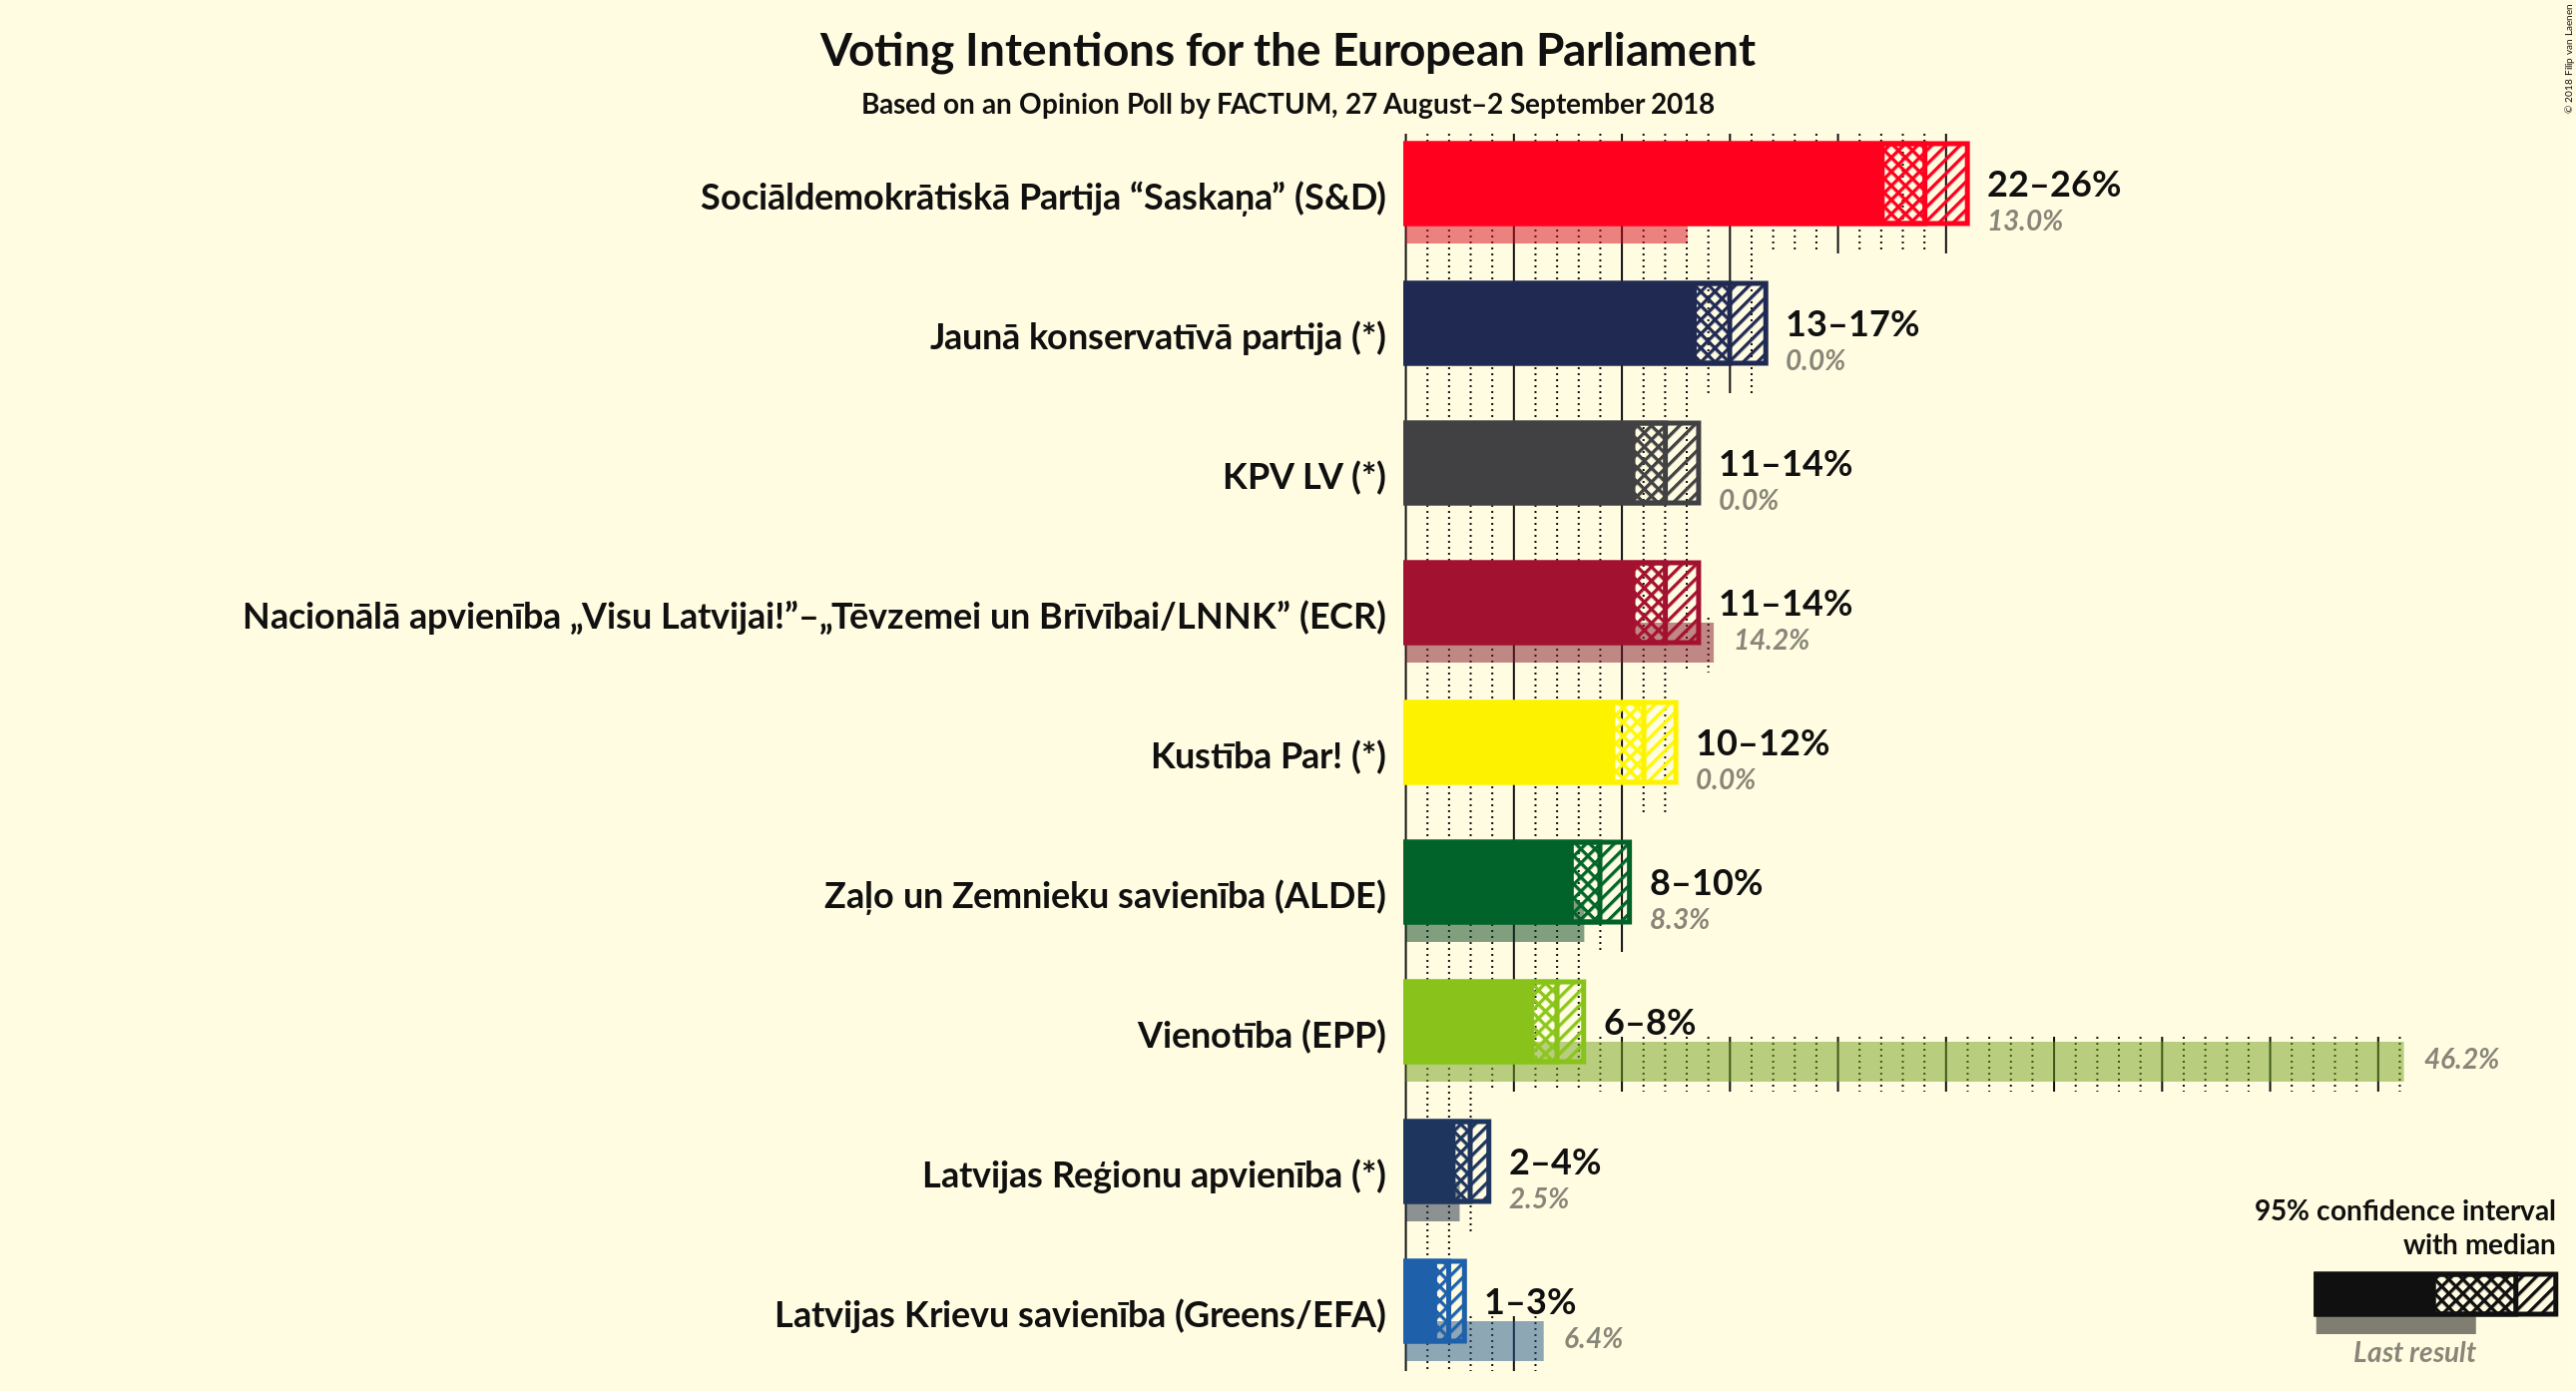 Voting Intentions for the European Parliament
Based on an Opinion Poll by FACTUM, 27 August–2 September 2018
© 2018 Filip van Laenen
Sociāldemokrātiskā Partija “Saskaņa” (S&D)
22–26%
13.0%
Jaunā konservatīvā partija (*)
13–17%
0.0%
KPV LV (*)
11–14%
0.0%
Nacionālā apvienība „Visu Latvijai!”–„Tēvzemei un Brīvībai/LNNK” (ECR)
11–14%
14.2%
Kustība Par! (*)
10–12%
0.0%
Zaļo un Zemnieku savienība (ALDE)
8–10%
8.3%
Vienotība (EPP)
6–8%
46.2%
Latvijas Reģionu apvienība (*)
2–4%
2.5%
Latvijas Krievu savienība (Greens/EFA)
1–3%
6.4%
95% confidence interval
with median
Last result